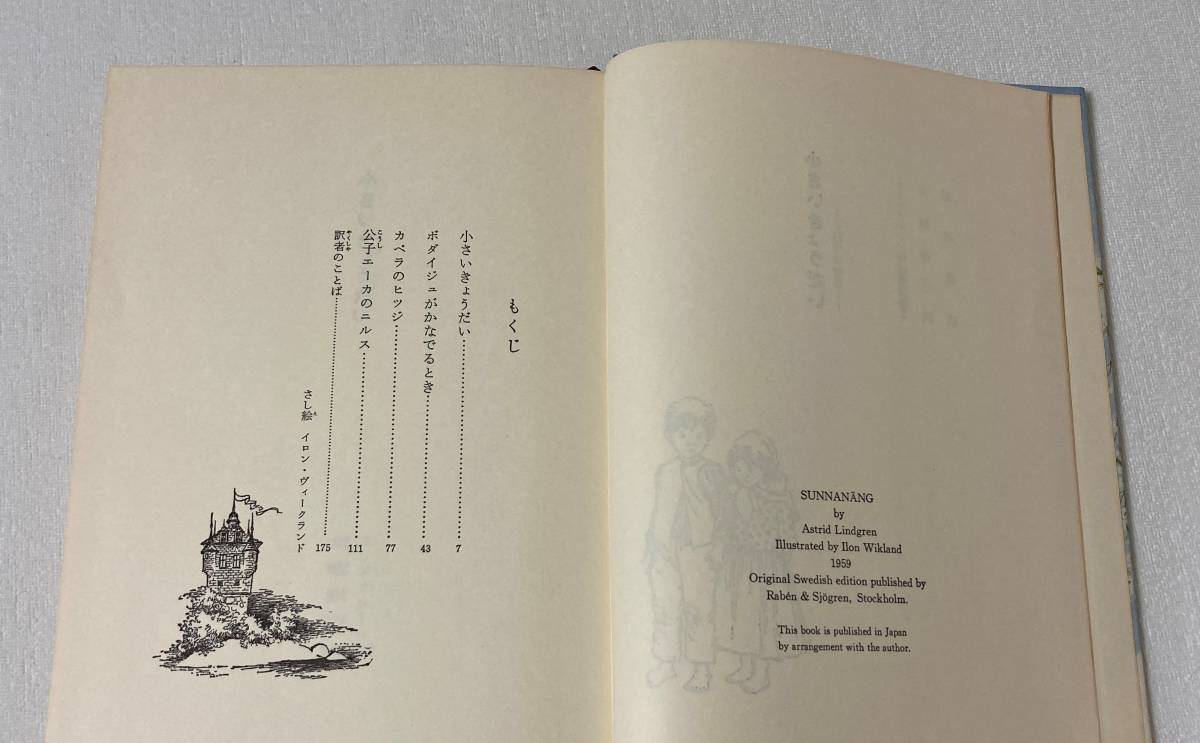 SUNNANÄNG
by
Astrid Lindgren
Illustrated by Ilon Wikland
1959
Original Swedish edition published by
Rabén & Sjögren, Stockholm.
This book is published in Japan
by arrangement with the author.
もくじ
小さいきょうだい……7
ボダイジュがかなでるとき……43
カペラのヒツジ……77
公子エーカのニルス……111
訳者のことば……175
さし絵 イロン・ヴィークランド